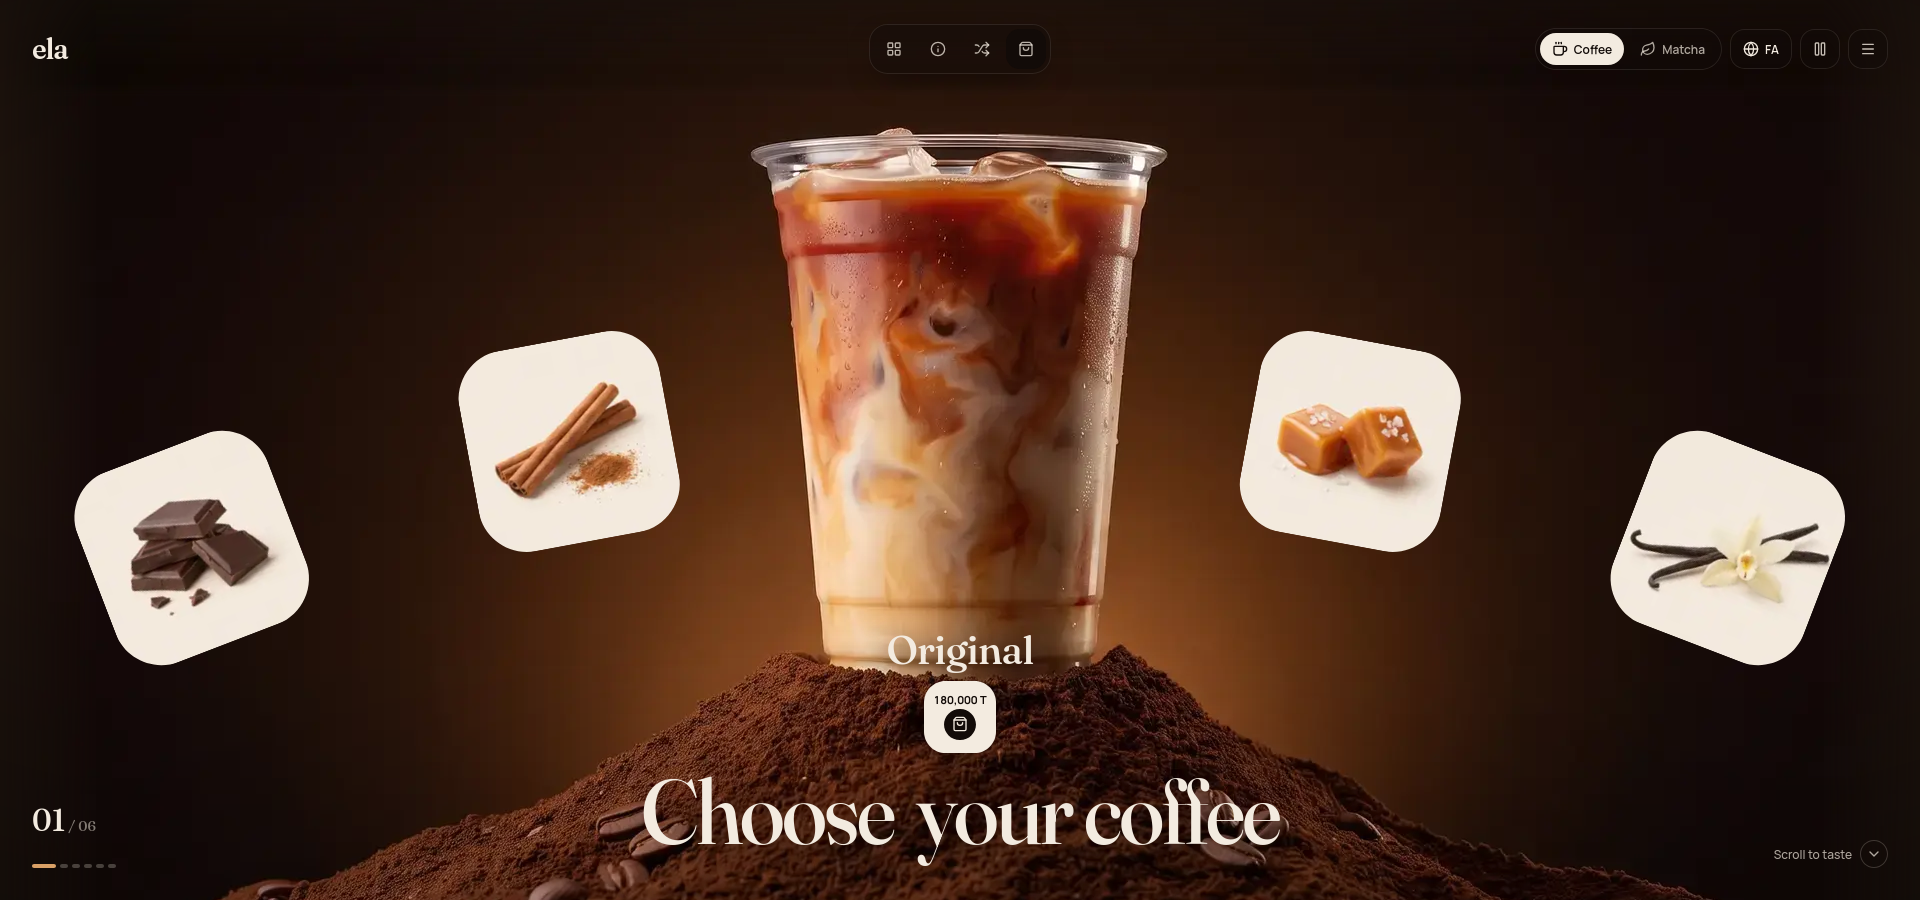 ela
Coffee
Matcha
FA
Original
180,000 T
Choose your coffee
01 / 06
Scroll to taste